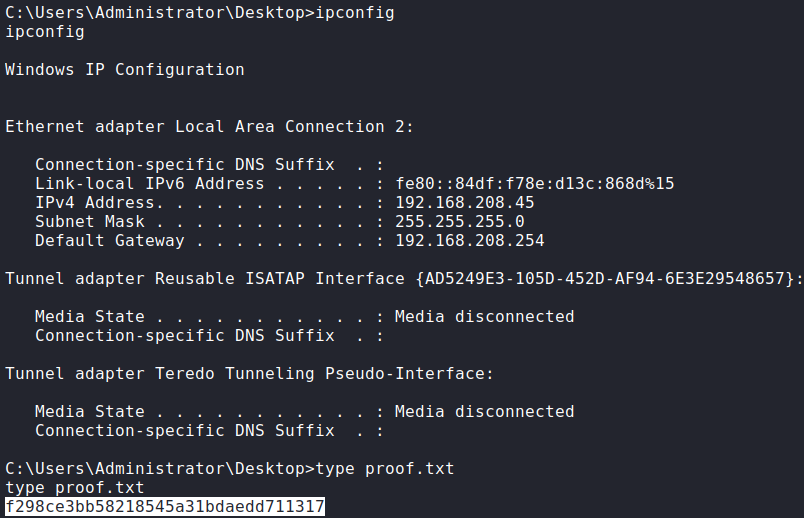 C:\Users\Administrator\Desktop>ipconfig
ipconfig
Windows IP Configuration
Ethernet adapter Local Area Connection 2:
Connection-specific DNS Suffix  . :
Link-local IPv6 Address . . . . . : fe80::84df:f78e:d13c:868d%15
IPv4 Address. . . . . . . . . . . : 192.168.208.45
Subnet Mask . . . . . . . . . . . : 255.255.255.0
Default Gateway . . . . . . . . . : 192.168.208.254
Tunnel adapter Reusable ISATAP Interface {AD5249E3-105D-452D-AF94-6E3E29548657}:
Media State . . . . . . . . . . . : Media disconnected
Connection-specific DNS Suffix  . :
Tunnel adapter Teredo Tunneling Pseudo-Interface:
Media State . . . . . . . . . . . : Media disconnected
Connection-specific DNS Suffix  . :
C:\Users\Administrator\Desktop>type proof.txt
type proof.txt
f298ce3bb58218545a31bdaedd711317